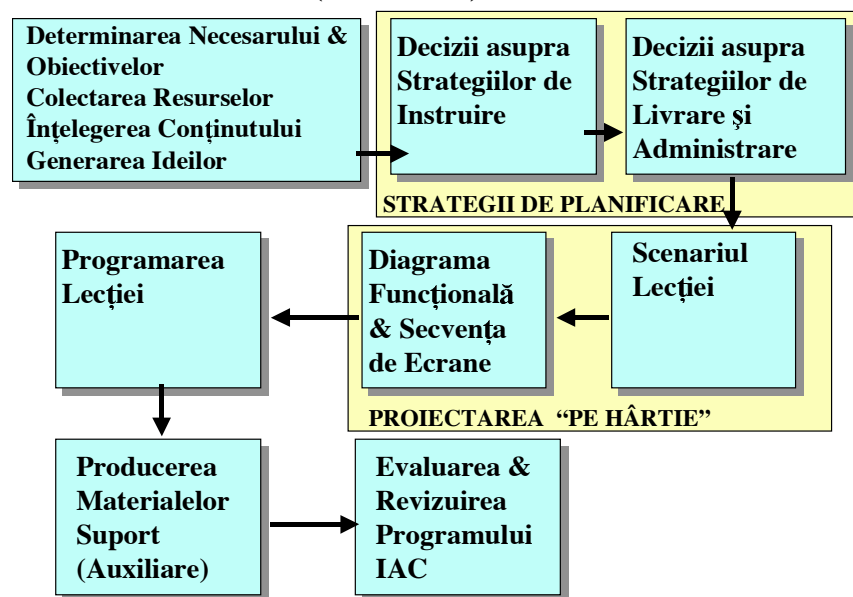 Determinarea Necesarului &
Obiectivelor
Colectarea Resurselor
Înțelegerea Conținutului
Generarea Ideilor
Decizii asupra
Strategiilor de
Instruire
Decizii asupra
Strategiilor de
Livrare şi
Administrare
STRATEGII DE PLANIFICARE
Scenariul
Lecției
Diagrama
Funcțională
& Secvența
de Ecrane
PROIECTAREA “PE HÂRTIE”
Programarea
Lecției
Producerea
Materialelor
Suport
(Auxiliare)
Evaluarea &
Revizuirea
Programului
IAC